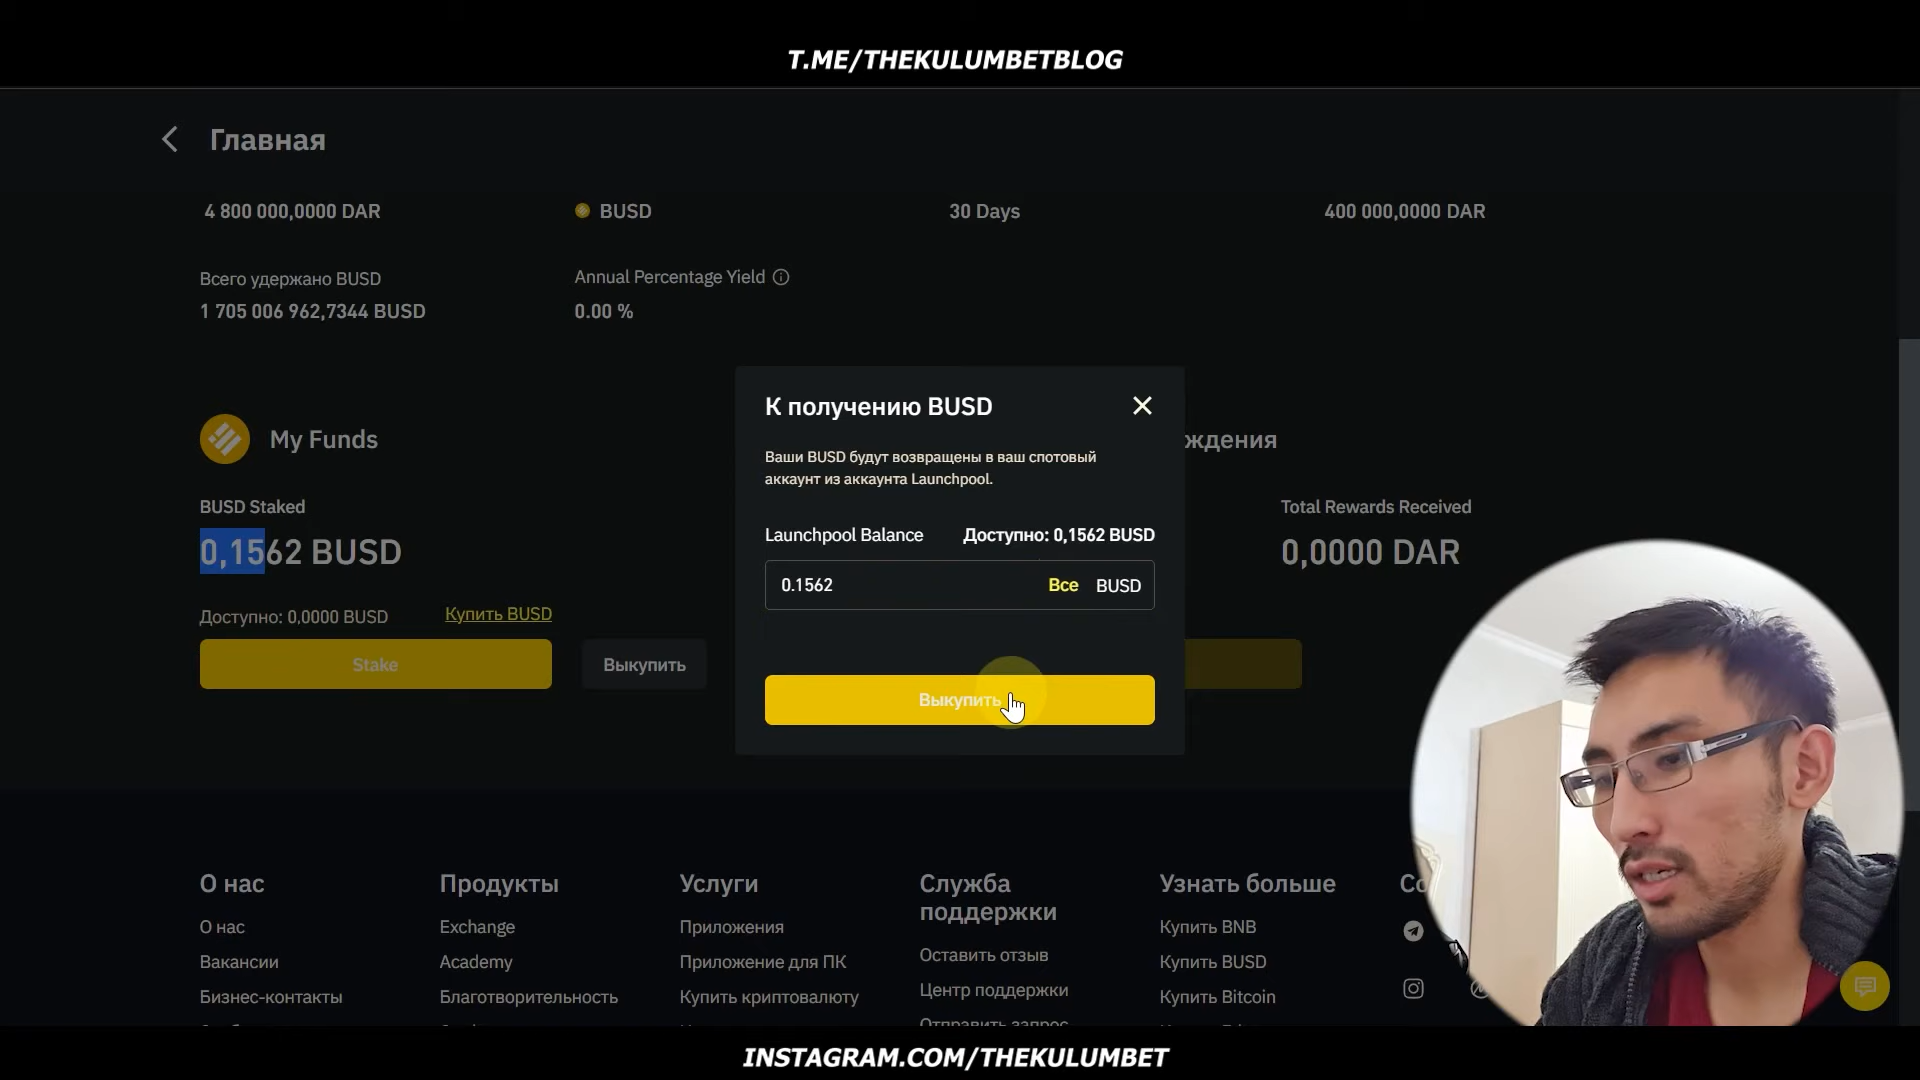 T.ME/THEKULUMBETBLOG
Главная
4 800 000,0000 DAR
BUSD
30 Days
400 000,0000 DAR
Всего удержано BUSD
Annual Percentage Yield
1 705 006 962,7344 BUSD
0.00 %
My Funds
ждения
BUSD Staked
Total Rewards Received
0,1562 BUSD
0,0000 DAR
Доступно: 0,0000 BUSD
Купить BUSD
Stake
Выкупить
К получению BUSD
Ваши BUSD будут возвращены в ваш спотовый
аккаунт из аккаунта Launchpool.
Launchpool Balance
Доступно: 0,1562 BUSD
0.1562
Все
BUSD
Выкупить
О нас
О нас
Вакансии
Бизнес-контакты
Продукты
Exchange
Academy
Благотворительность
Услуги
Приложения
Приложение для ПК
Купить криптовалюту
Служба
поддержки
Оставить отзыв
Центр поддержки
Отправить запрос
Узнать больше
Купить BNB
Купить BUSD
Купить Bitcoin
Со
INSTAGRAM.COM/THEKULUMBET